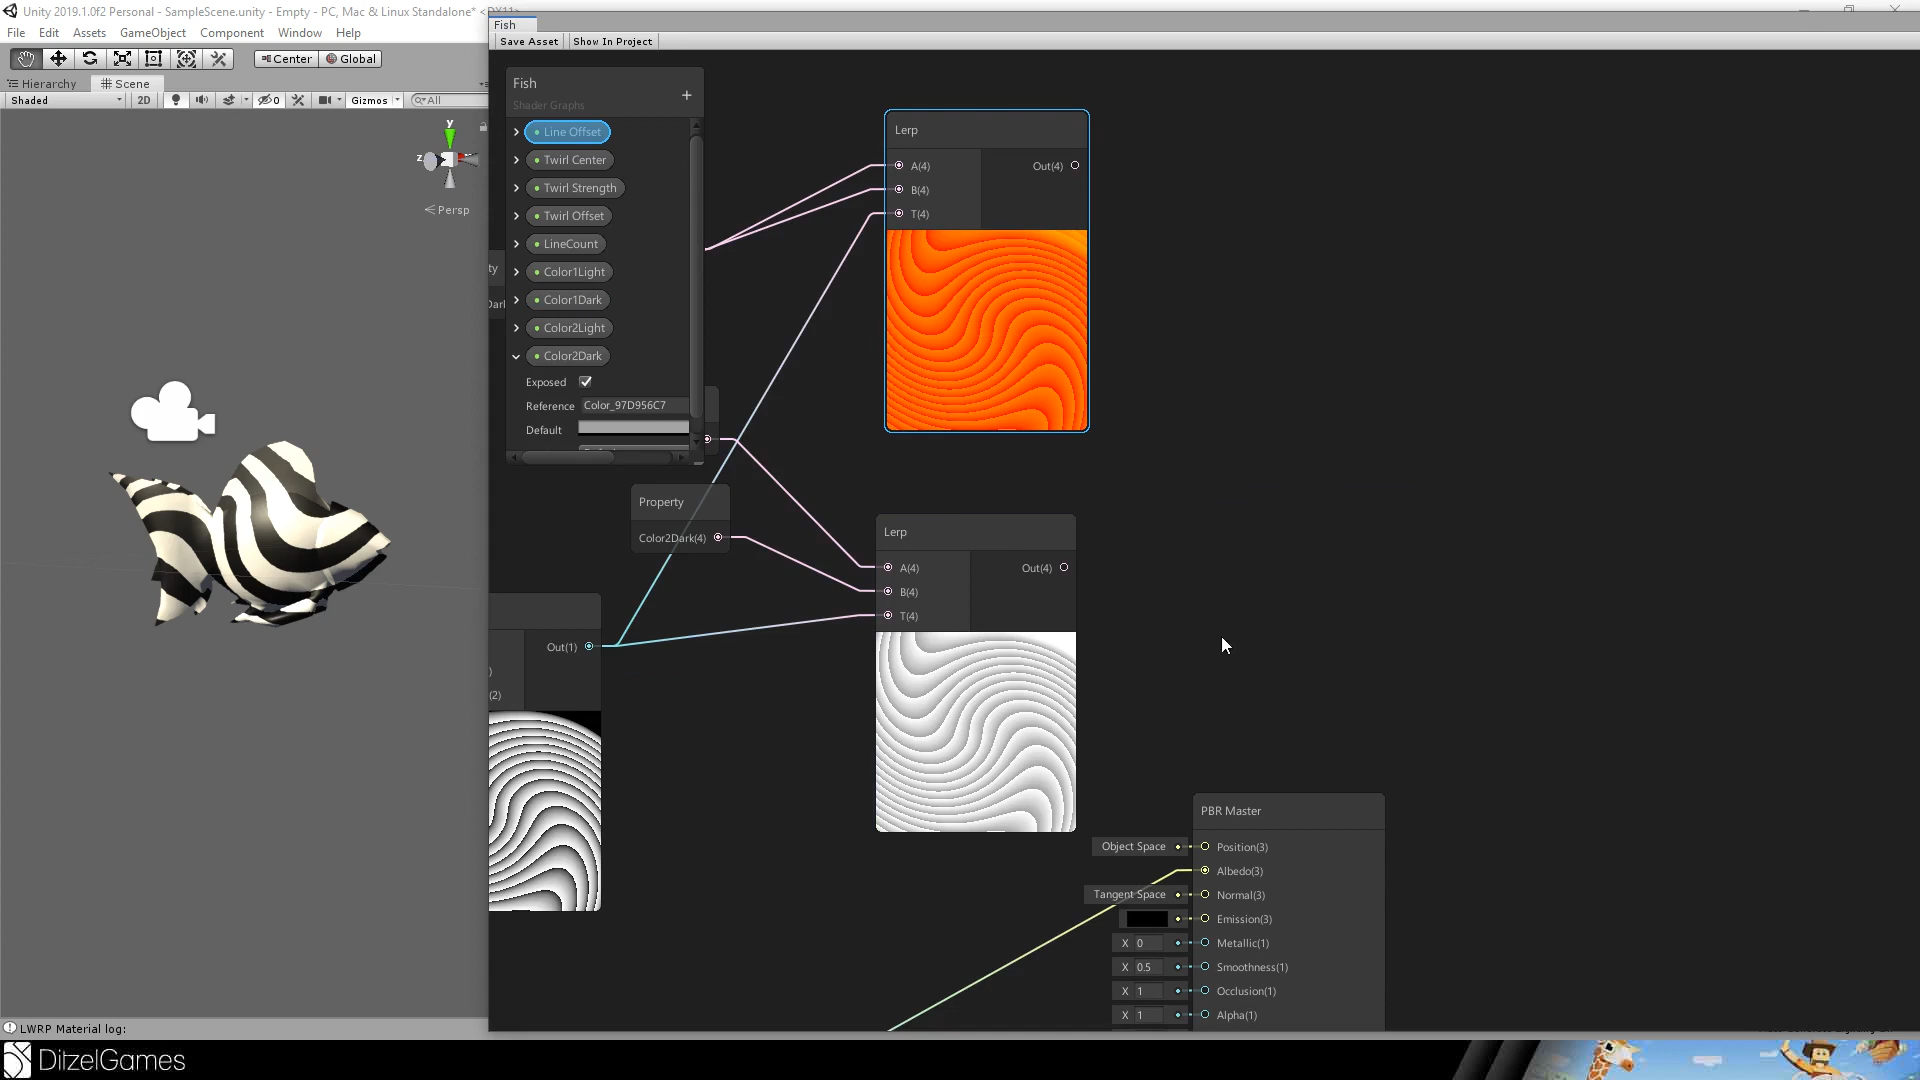 Unity 2019.1.0f2 Personal - SampleScene.unity - Empty - PC, Mac & Linux Standalone*
File Edit Assets GameObject Component Window Help
Center Global
Hierarchy Scene
Shaded 2D 0 Gizmos All
y
z
Persp
LWRP Material log:
DitzelGames
Fish
Save Asset Show In Project
Fish
Shader Graphs
+
Line Offset
Twirl Center
Twirl Strength
Twirl Offset
LineCount
Color1Light
Color1Dark
Color2Light
Color2Dark
Exposed
Reference Color_97D956C7
Default
Lerp
A(4) Out(4)
B(4)
T(4)
Property
Color2Dark(4)
Lerp
A(4) Out(4)
B(4)
T(4)
Out(1)
(2)
PBR Master
Object Space Position(3)
Albedo(3)
Tangent Space Normal(3)
Emission(3)
X 0 Metallic(1)
X 0.5 Smoothness(1)
X 1 Occlusion(1)
X 1 Alpha(1)